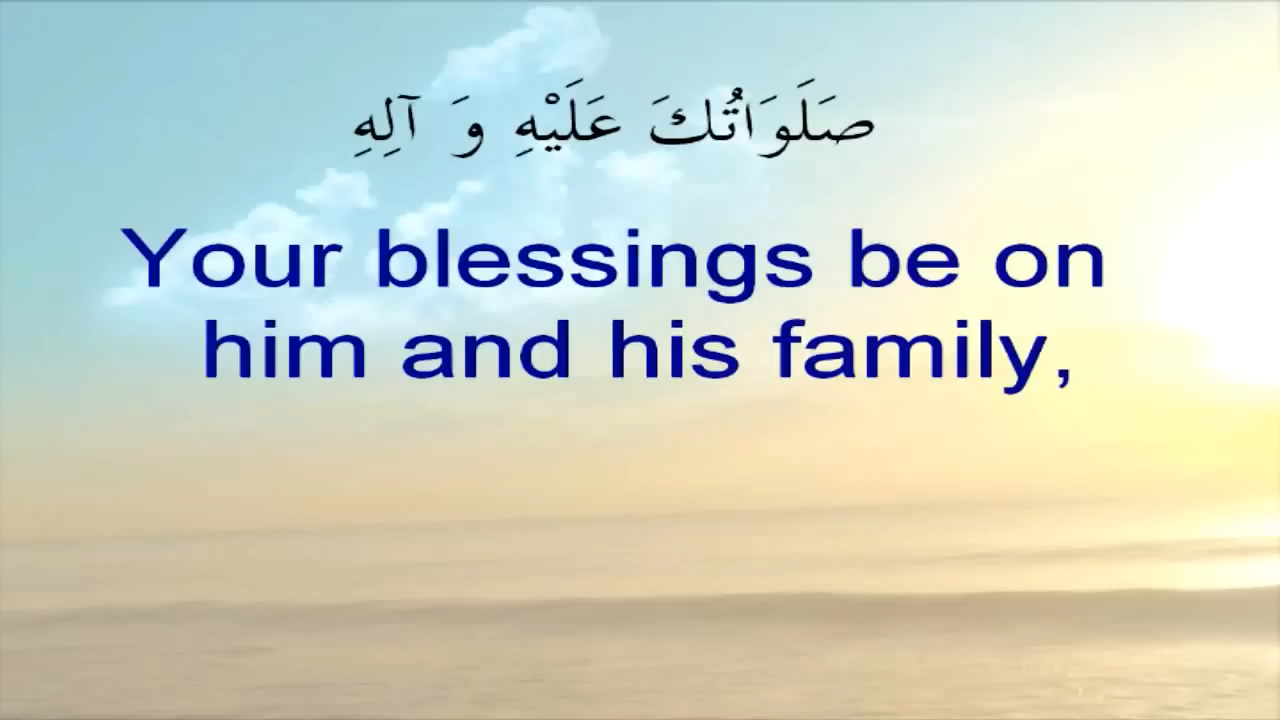 صَلَوَاتُكَ عَلَيْهِ وَ آلِهِ
Your blessings be on
him and his family,